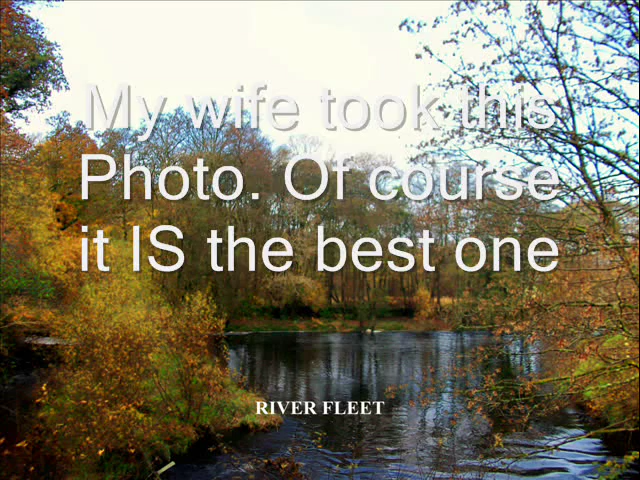 My wife took this
Photo. Of course
it IS the best one
RIVER FLEET